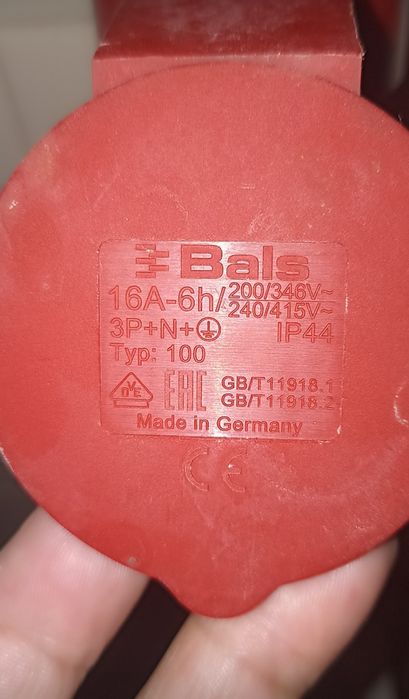 Bals
16A-6h/ 200/346V~
240/415V~
3P+N+ IP44
Typ: 100
VDE EAC GB/T11918.1
GB/T11918.2
Made in Germany
CE